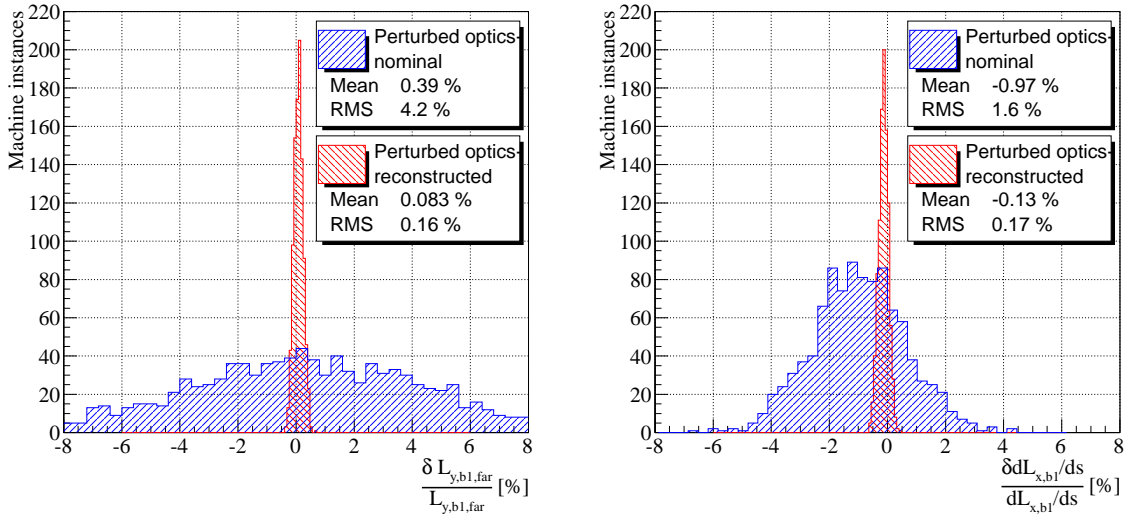 Machine instances
220
200
180
160
140
120
100
80
60
40
20
0
Perturbed optics-
nominal
Mean 0.39 %
RMS 4.2 %
Perturbed optics-
reconstructed
Mean 0.083 %
RMS 0.16 %
-8 -6 -4 -2 0 2 4 6 8
δ L_{y,b1,far}
L_{y,b1,far} [%]
Machine instances
220
200
180
160
140
120
100
80
60
40
20
0
Perturbed optics-
nominal
Mean -0.97 %
RMS 1.6 %
Perturbed optics-
reconstructed
Mean -0.13 %
RMS 0.17 %
-8 -6 -4 -2 0 2 4 6 8
δdL_{x,b1}/ds
dL_{x,b1}/ds [%]